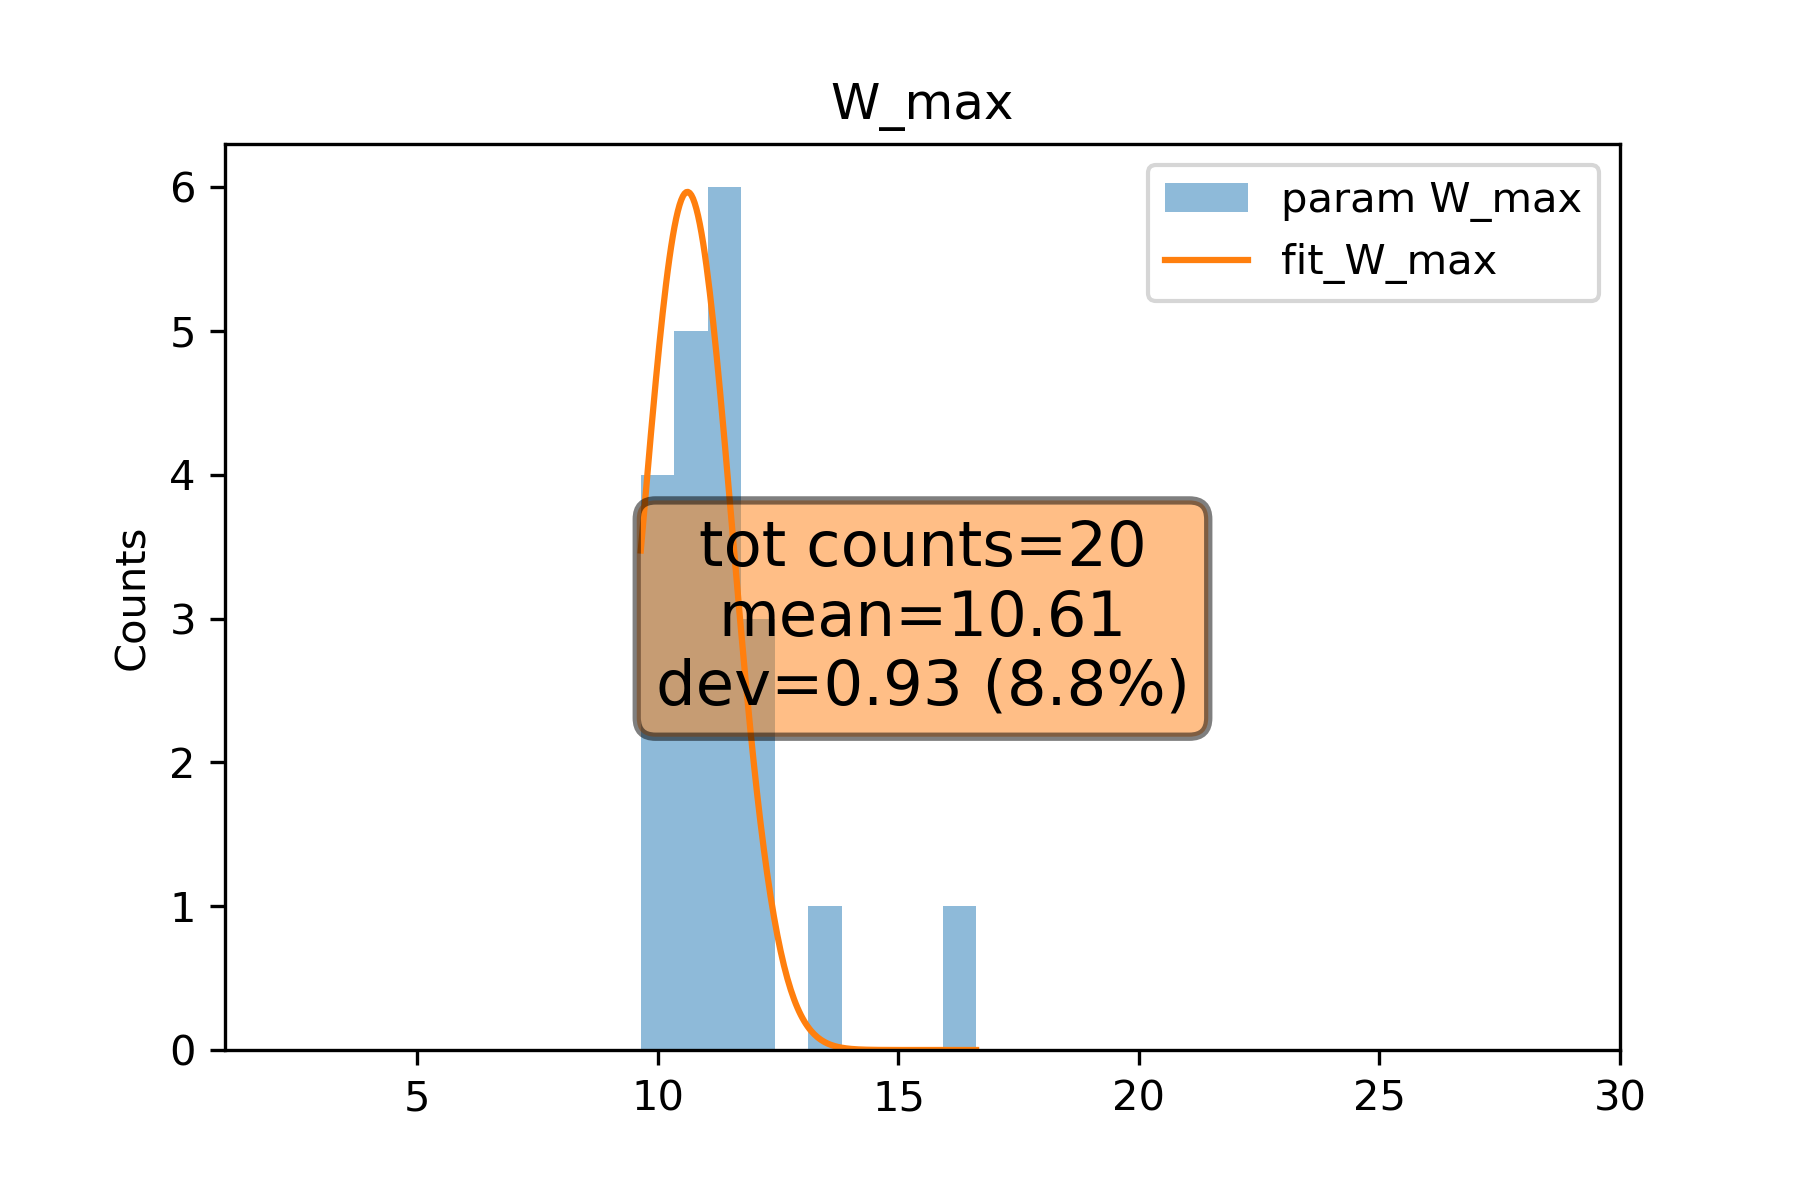 W_max
6
5
4
3
2
1
0
Counts
param W_max
fit_W_max
tot counts=20
mean=10.61
dev=0.93 (8.8%)
5
10
15
20
25
30